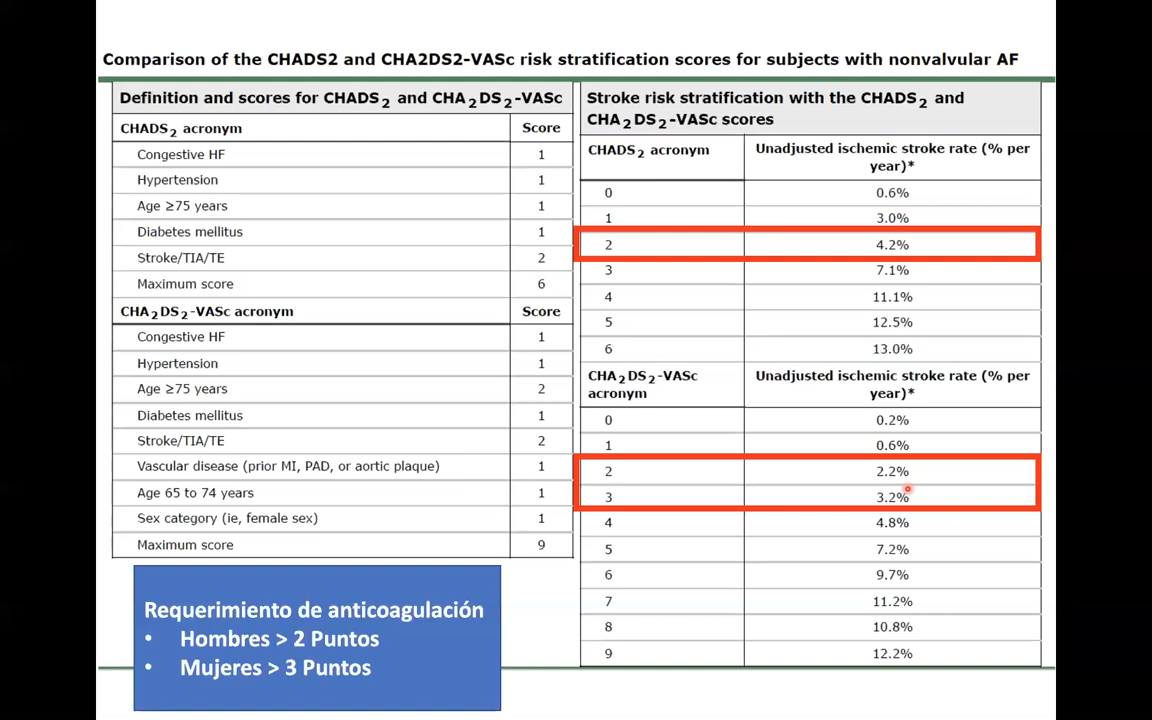 Comparison of the CHADS2 and CHA2DS2-VASc risk stratification scores for subjects with nonvalvular AF
Definition and scores for CHADS2 and CHA2DS2-VASc
CHADS2 acronym Score
Congestive HF 1
Hypertension 1
Age ≥75 years 1
Diabetes mellitus 1
Stroke/TIA/TE 2
Maximum score 6
CHA2DS2-VASc acronym Score
Congestive HF 1
Hypertension 1
Age ≥75 years 2
Diabetes mellitus 1
Stroke/TIA/TE 2
Vascular disease (prior MI, PAD, or aortic plaque) 1
Age 65 to 74 years 1
Sex category (ie, female sex) 1
Maximum score 9
Stroke risk stratification with the CHADS2 and
CHA2DS2-VASc scores
CHADS2 acronym Unadjusted ischemic stroke rate (% per
year)*
0 0.6%
1 3.0%
2 4.2%
3 7.1%
4 11.1%
5 12.5%
6 13.0%
CHA2DS2-VASc Unadjusted ischemic stroke rate (% per
acronym year)*
0 0.2%
1 0.6%
2 2.2%
3 3.2%
4 4.8%
5 7.2%
6 9.7%
7 11.2%
8 10.8%
9 12.2%
Requerimiento de anticoagulación
• Hombres > 2 Puntos
• Mujeres > 3 Puntos